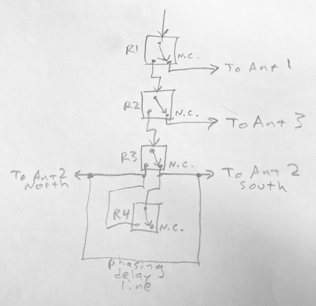 R1
N.C.
To Ant 1
R2
N.C.
To Ant 3
R3
N.C.
To Ant 2
North
To Ant 2
South
R4
N.C.
phasing
delay
line